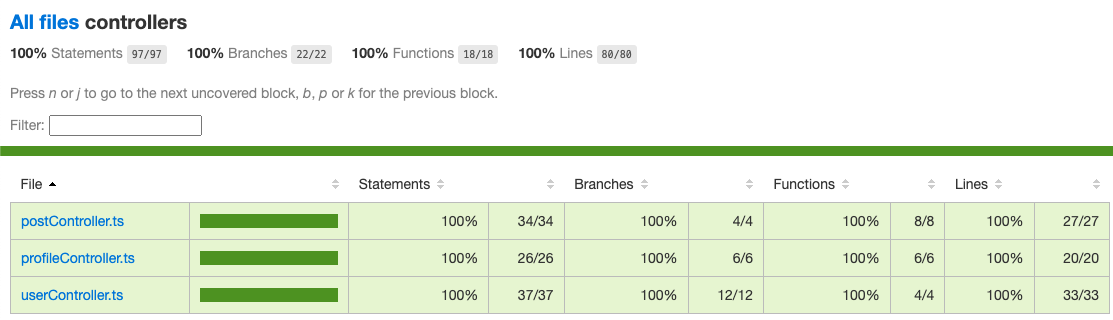 All files controllers
100% Statements 97/97 100% Branches 22/22 100% Functions 18/18 100% Lines 80/80
Press n or j to go to the next uncovered block, b, p or k for the previous block.
Filter:
File Statements Branches Functions Lines
postController.ts 100% 34/34 100% 4/4 100% 8/8 100% 27/27
profileController.ts 100% 26/26 100% 6/6 100% 6/6 100% 20/20
userController.ts 100% 37/37 100% 12/12 100% 4/4 100% 33/33